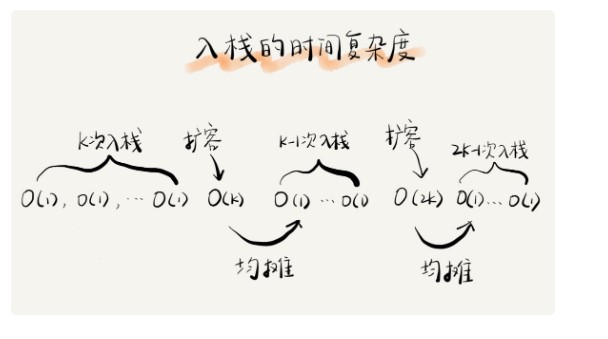 入栈的时间复杂度
K次入栈 扩容 K-1次入栈 扩容 2K-1次入栈
O(1), O(1), … O(1) O(K) O(1) … O(1) O(2K) O(1) … O(1)
均摊 均摊